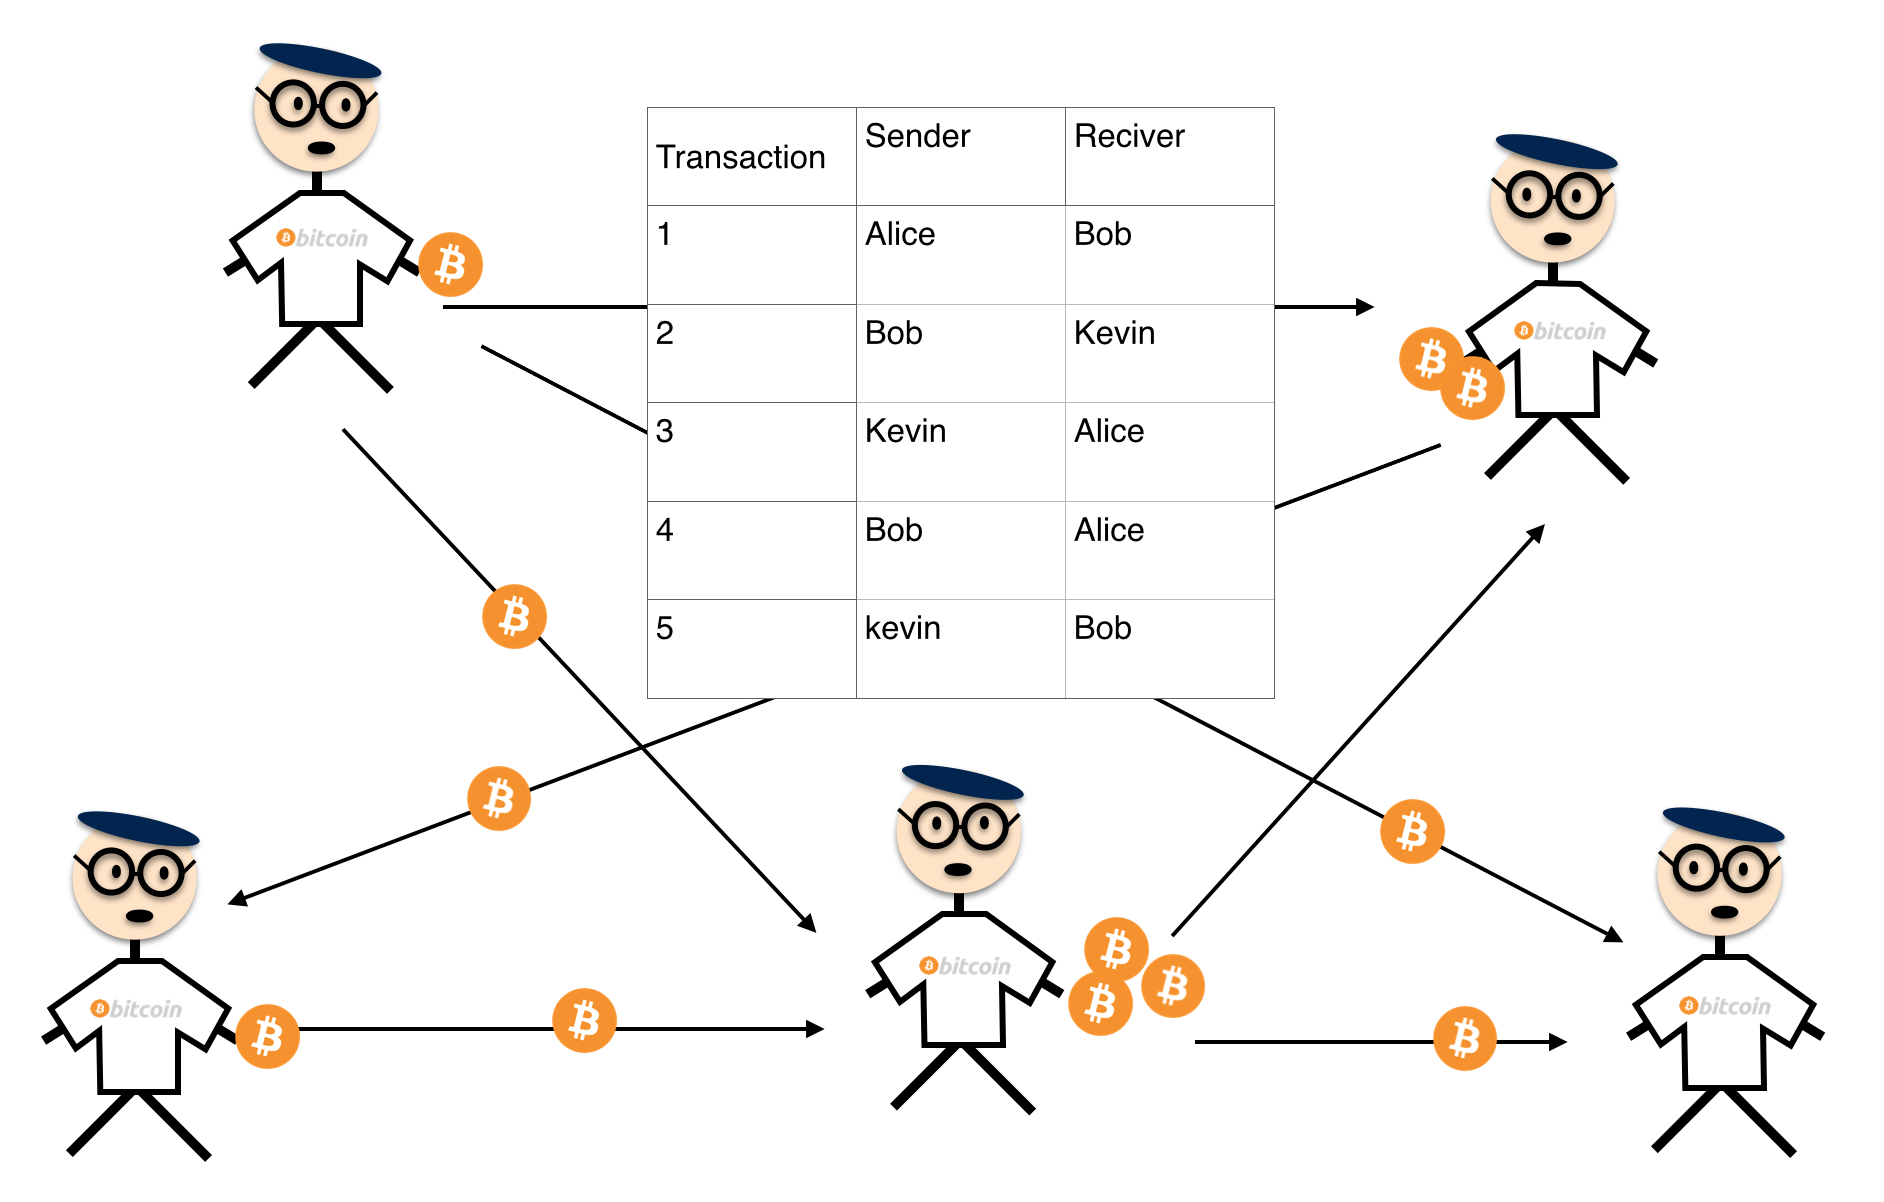 Transaction Sender Reciver
1 Alice Bob
2 Bob Kevin
3 Kevin Alice
4 Bob Alice
5 kevin Bob
bitcoin
bitcoin
bitcoin
bitcoin
bitcoin